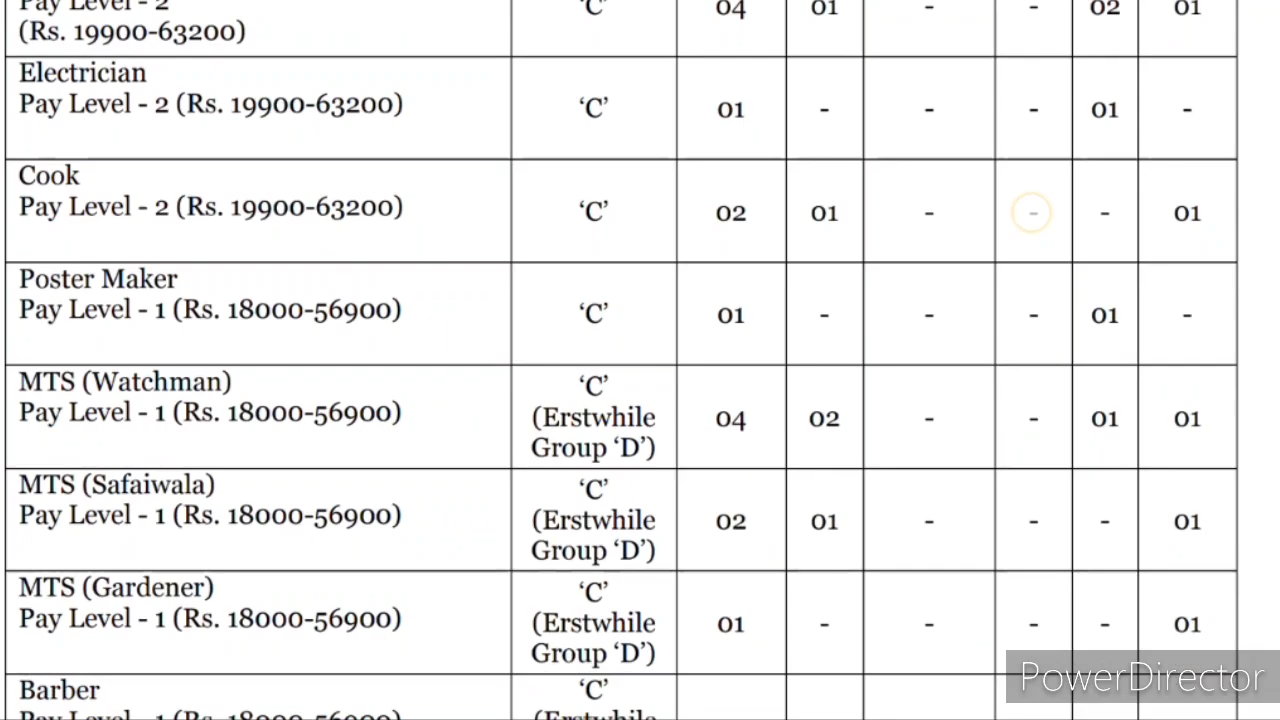 Pay Level - 2 ‘C’ 04 01 - - 02 01
(Rs. 19900-63200)
Electrician
Pay Level - 2 (Rs. 19900-63200) ‘C’ 01 - - - 01 -
Cook
Pay Level - 2 (Rs. 19900-63200) ‘C’ 02 01 - - - 01
Poster Maker
Pay Level - 1 (Rs. 18000-56900) ‘C’ 01 - - - 01 -
MTS (Watchman) ‘C’
Pay Level - 1 (Rs. 18000-56900) (Erstwhile 04 02 - - 01 01
Group ‘D’)
MTS (Safaiwala) ‘C’
Pay Level - 1 (Rs. 18000-56900) (Erstwhile 02 01 - - - 01
Group ‘D’)
MTS (Gardener) ‘C’
Pay Level - 1 (Rs. 18000-56900) (Erstwhile 01 - - - - 01
Group ‘D’)
Barber ‘C’
Pay Level - 1 (Rs. 18000-56900) (Erstwhile
PowerDirector